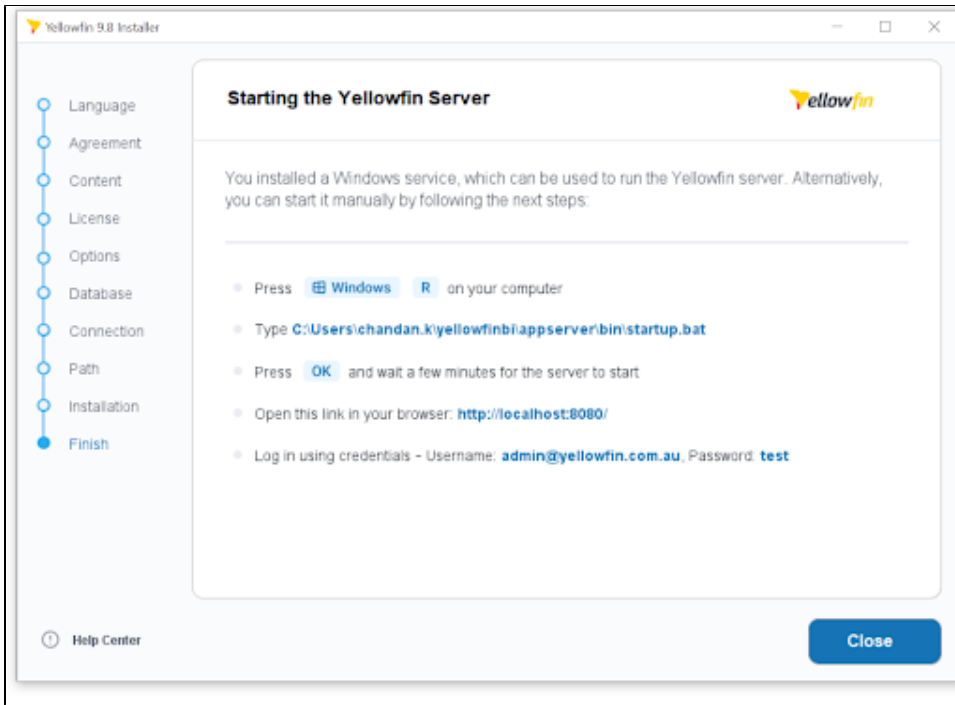 Yellowfin 9.8 Installer
Starting the Yellowfin Server
Yellowfin
Language
Agreement
Content
License
Options
Database
Connection
Path
Installation
Finish
You installed a Windows service, which can be used to run the Yellowfin server. Alternatively,
you can start it manually by following the next steps:
Press Windows R on your computer
Type C:\Users\chandan.k\yellowfinbi\appserver\bin\startup.bat
Press OK and wait a few minutes for the server to start
Open this link in your browser: http://localhost:8080/
Log in using credentials - Username: admin@yellowfin.com.au, Password: test
Help Center
Close